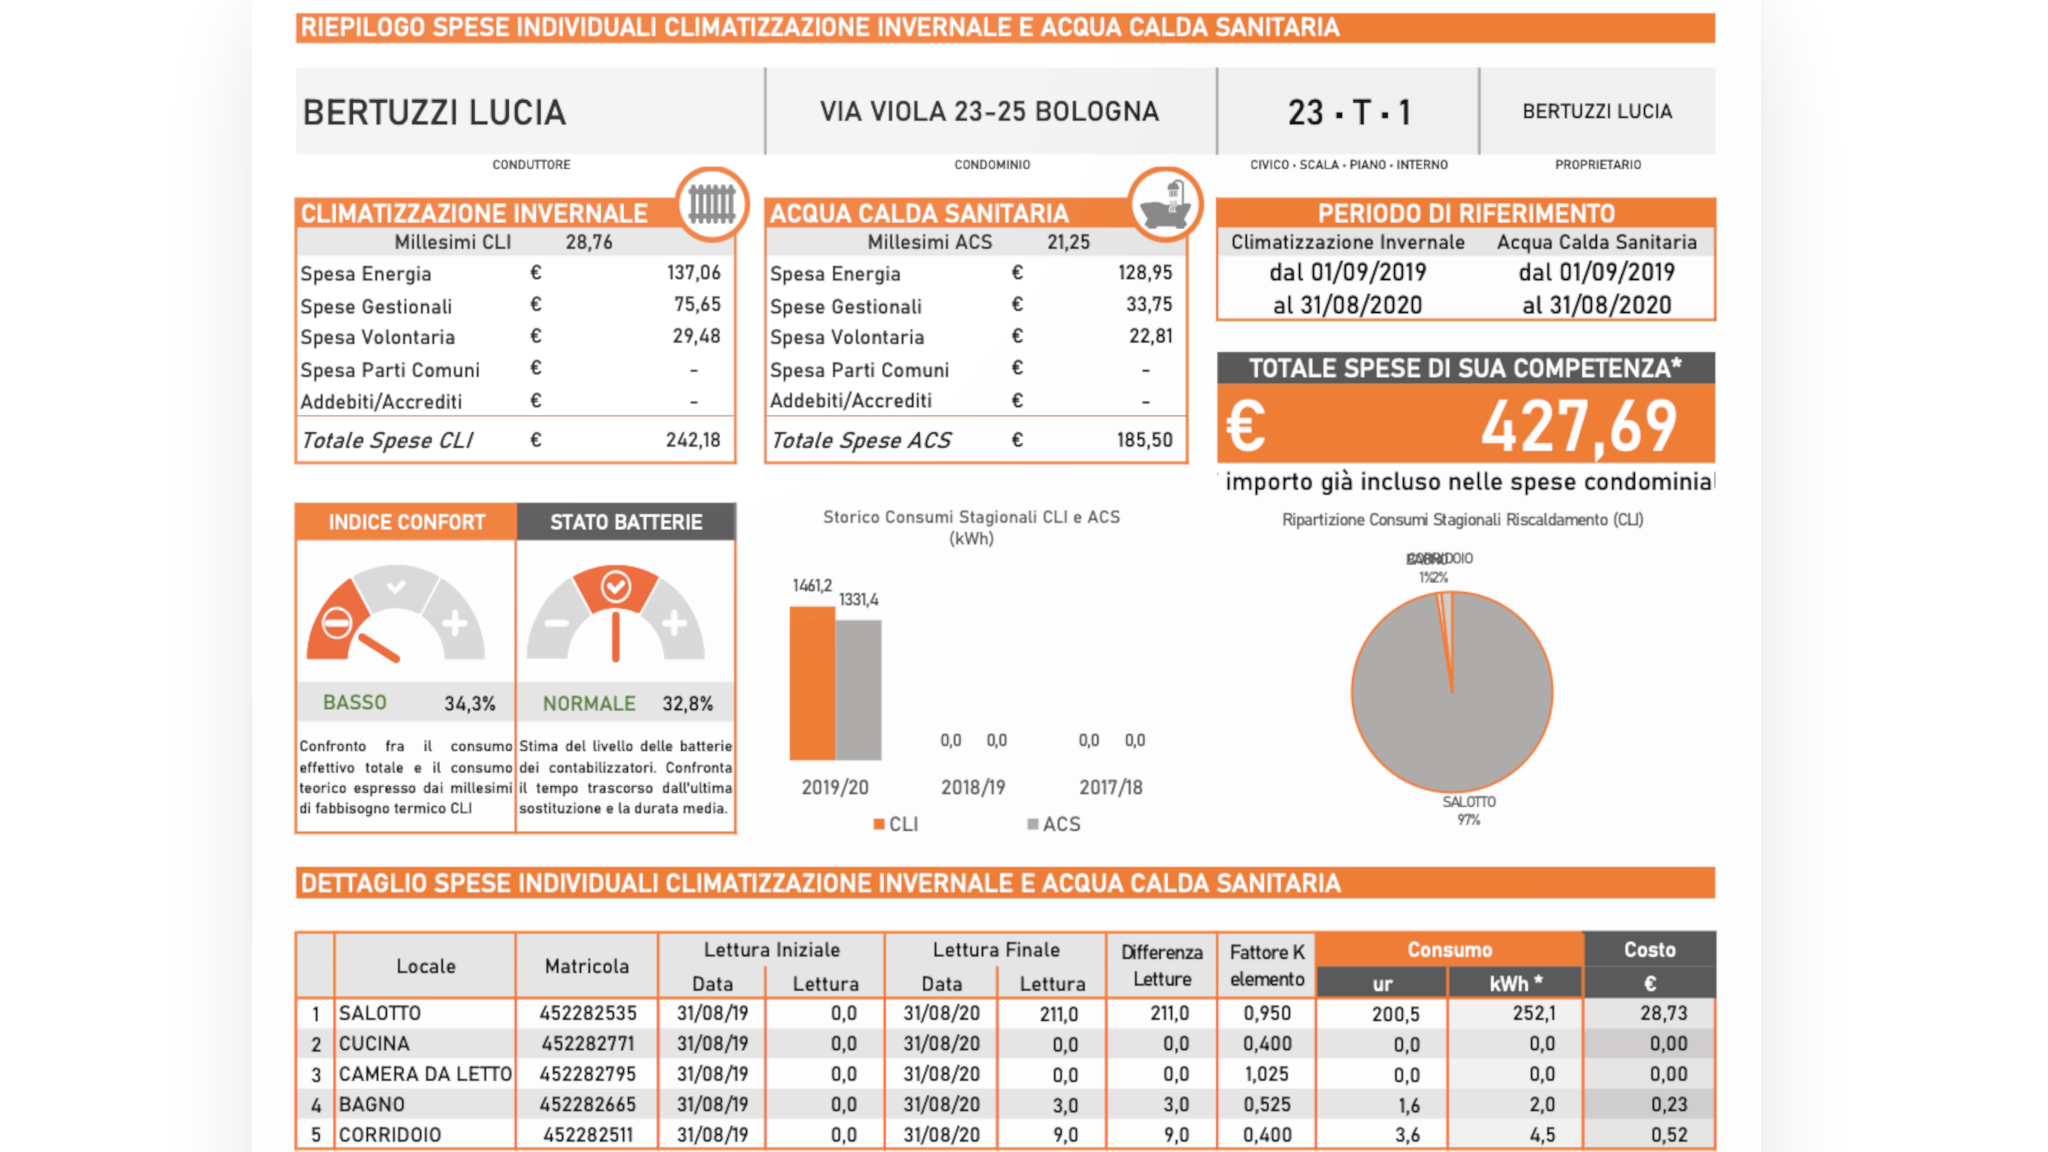 RIEPILOGO SPESE INDIVIDUALI CLIMATIZZAZIONE INVERNALE E ACQUA CALDA SANITARIA
BERTUZZI LUCIA VIA VIOLA 23-25 BOLOGNA 23 · T · 1 BERTUZZI LUCIA
CONDUTTORE CONDOMINIO CIVICO · SCALA · PIANO · INTERNO PROPRIETARIO
CLIMATIZZAZIONE INVERNALE
Millesimi CLI 28,76
Spesa Energia € 137,06
Spese Gestionali € 75,65
Spesa Volontaria € 29,48
Spesa Parti Comuni € -
Addebiti/Accrediti € -
Totale Spese CLI € 242,18
ACQUA CALDA SANITARIA
Millesimi ACS 21,25
Spesa Energia € 128,95
Spese Gestionali € 33,75
Spesa Volontaria € 22,81
Spesa Parti Comuni € -
Addebiti/Accrediti € -
Totale Spese ACS € 185,50
PERIODO DI RIFERIMENTO
Climatizzazione Invernale Acqua Calda Sanitaria
dal 01/09/2019 dal 01/09/2019
al 31/08/2020 al 31/08/2020
TOTALE SPESE DI SUA COMPETENZA*
€ 427,69
importo già incluso nelle spese condominial
INDICE CONFORT STATO BATTERIE
BASSO 34,3% NORMALE 32,8%
Confronto fra il consumo
effettivo totale e il consumo
teorico espresso dai millesimi
di fabbisogno termico CLI
Stima del livello delle batterie
dei contabilizzatori. Confronta
il tempo trascorso dall'ultima
sostituzione e la durata media.
Storico Consumi Stagionali CLI e ACS
(kWh)
1461,2
1331,4
0,0 0,0 0,0 0,0
2019/20 2018/19 2017/18
CLI ACS
Ripartizione Consumi Stagionali Riscaldamento (CLI)
CORRIDOIO
1% 2%
SALOTTO
97%
DETTAGLIO SPESE INDIVIDUALI CLIMATIZZAZIONE INVERNALE E ACQUA CALDA SANITARIA
Locale Matricola Lettura Iniziale Lettura Finale Differenza Letture Fattore K elemento Consumo Costo
Data Lettura Data Lettura ur kWh * €
1 SALOTTO 452282535 31/08/19 0,0 31/08/20 211,0 211,0 0,950 200,5 252,1 28,73
2 CUCINA 452282771 31/08/19 0,0 31/08/20 0,0 0,0 0,400 0,0 0,0 0,00
3 CAMERA DA LETTO 452282795 31/08/19 0,0 31/08/20 0,0 0,0 1,025 0,0 0,0 0,00
4 BAGNO 452282665 31/08/19 0,0 31/08/20 3,0 3,0 0,525 1,6 2,0 0,23
5 CORRIDOIO 452282511 31/08/19 0,0 31/08/20 9,0 9,0 0,400 3,6 4,5 0,52